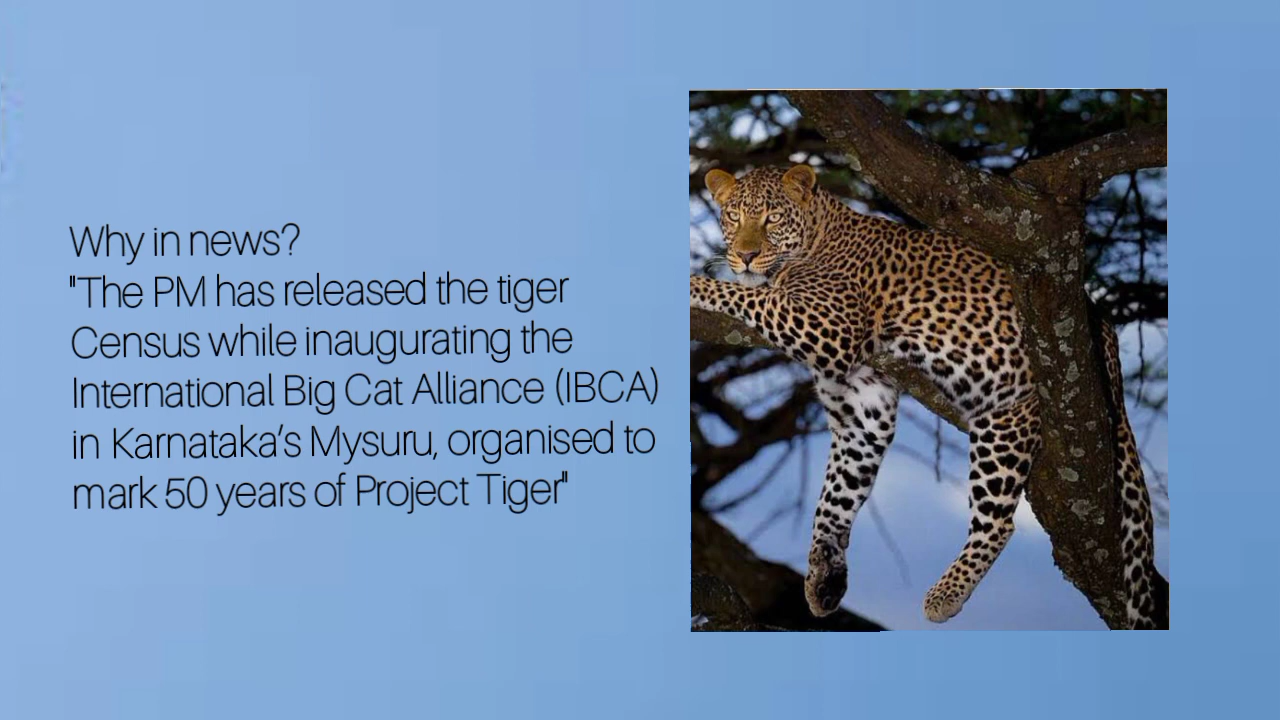 Why in news?
"The PM has released the tiger
Census while inaugurating the
International Big Cat Alliance (IBCA)
in Karnataka’s Mysuru, organised to
mark 50 years of Project Tiger"